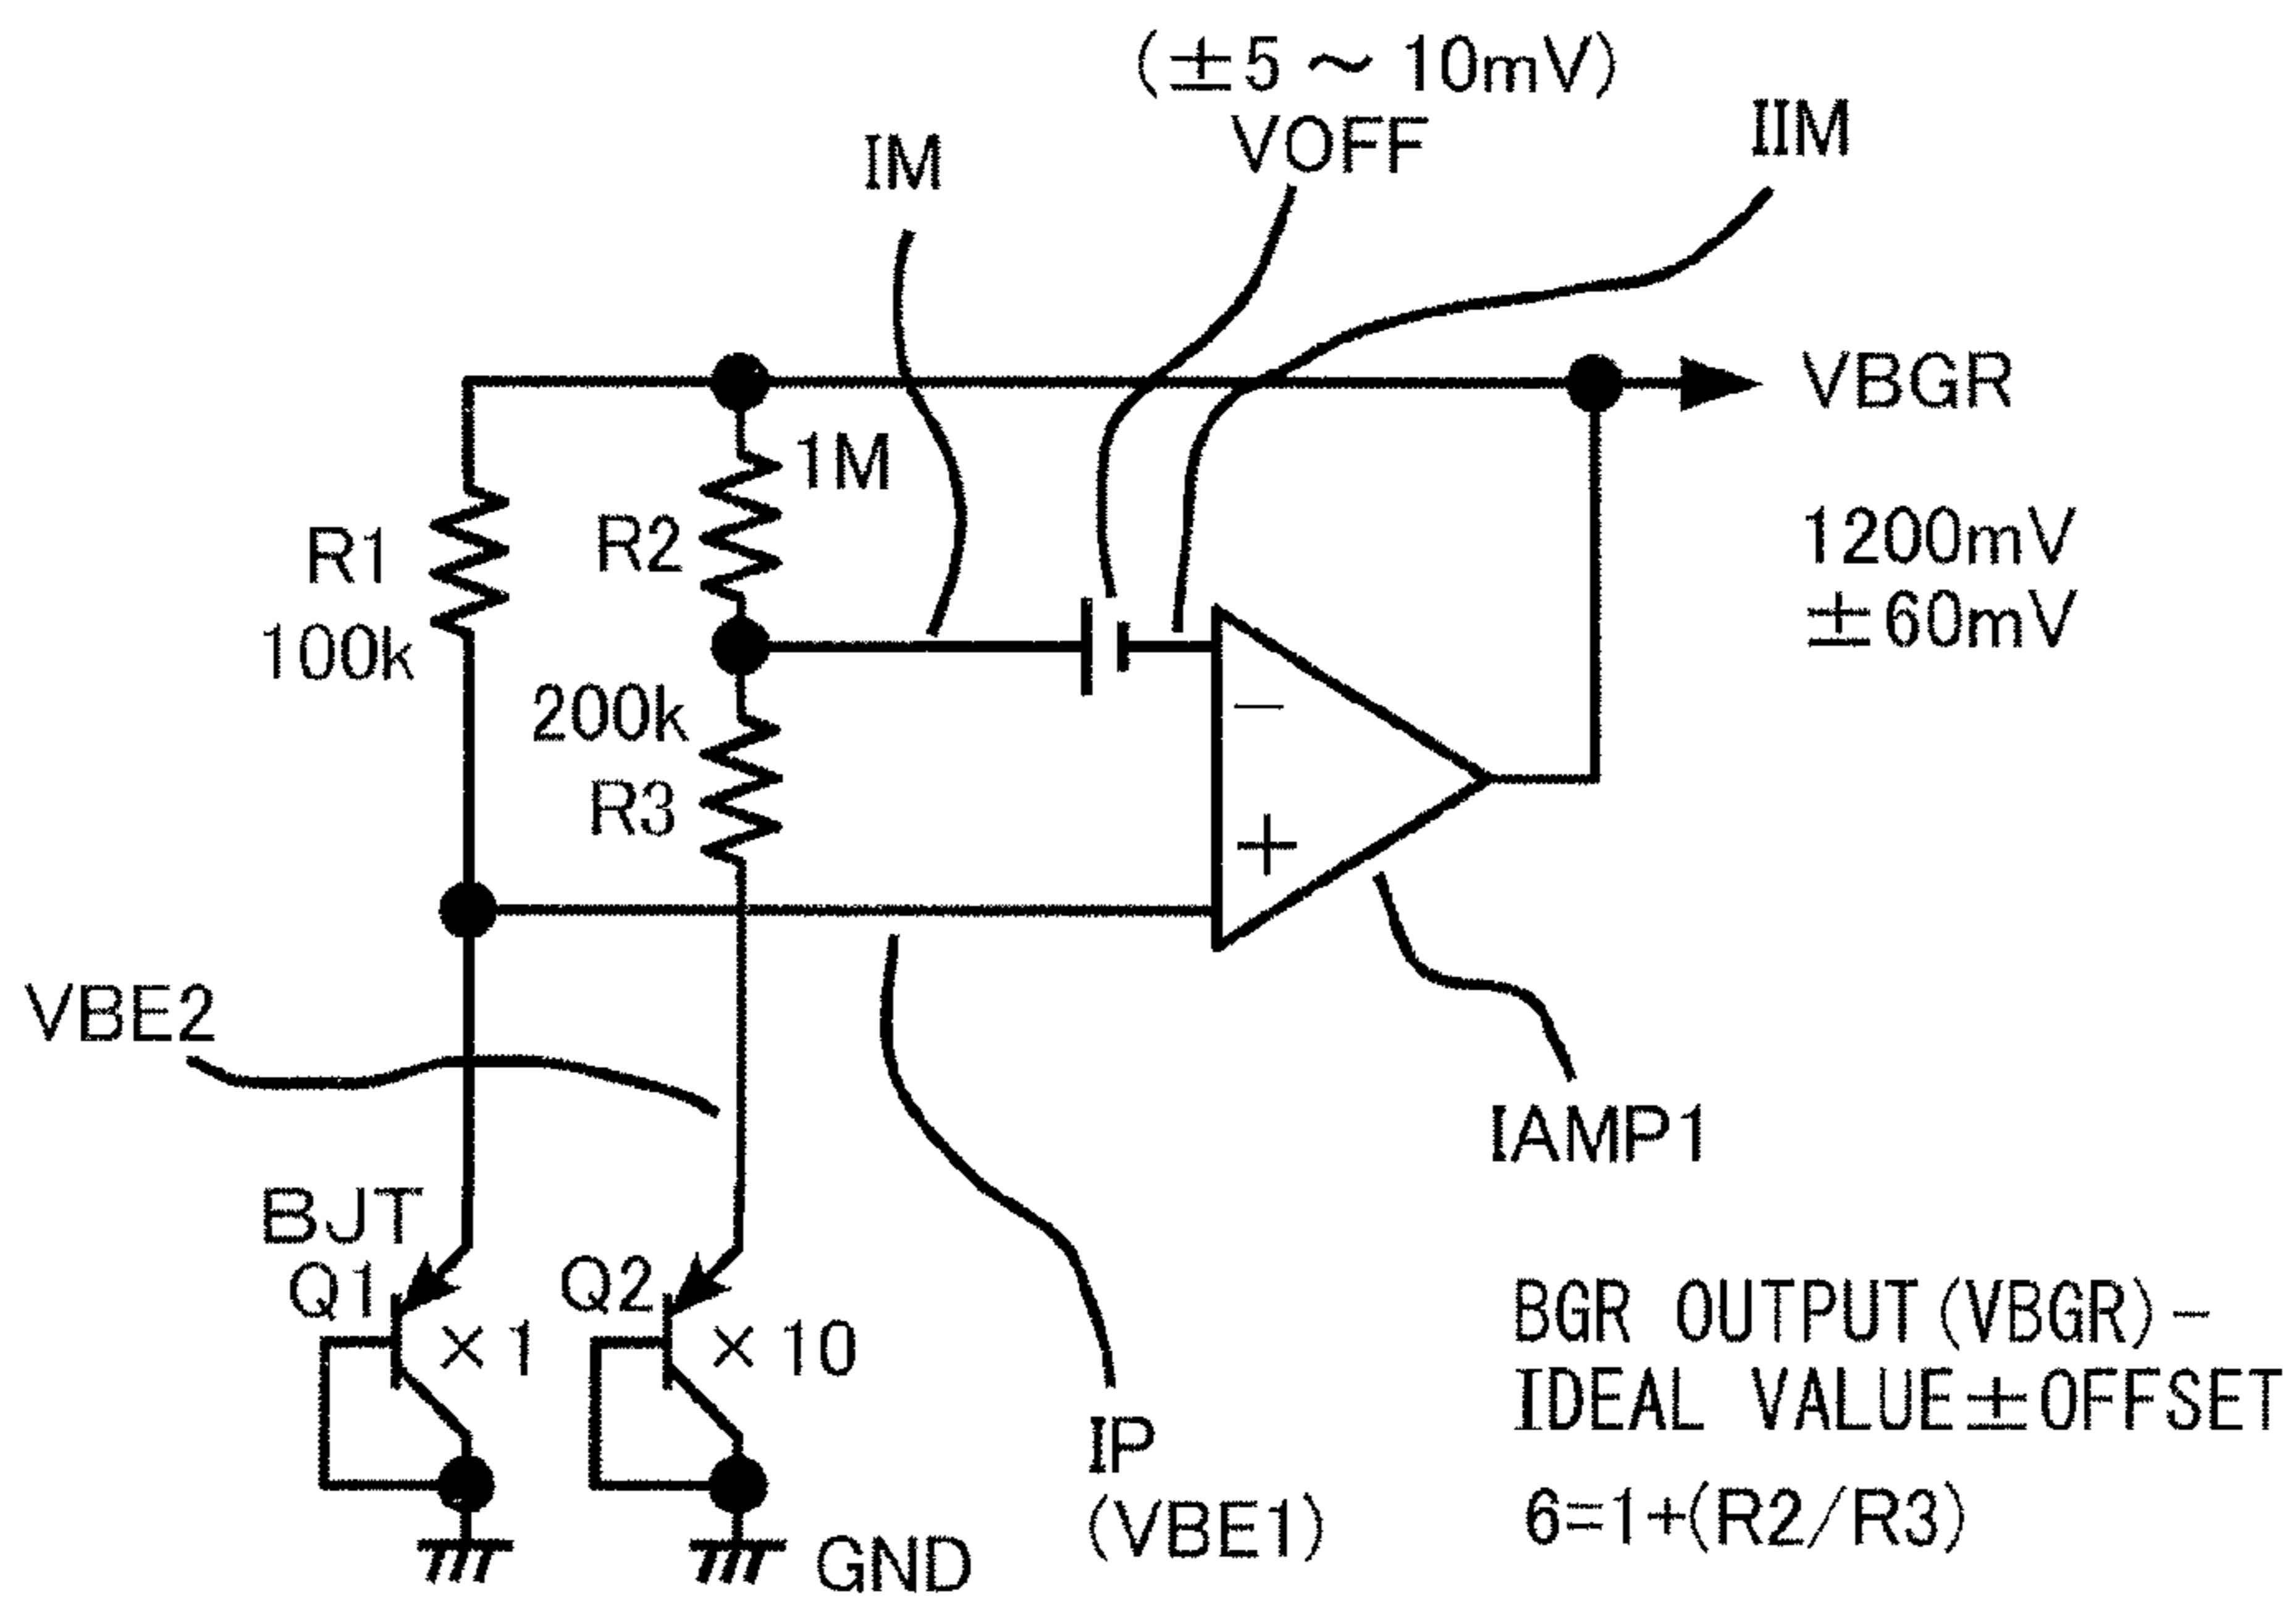 (±5 ~ 10mV)
VOFF
IM
IIM
VBGR
1200mV
±60mV
1M
R2
R1
100k
200k
R3
−
+
VBE2
IAMP1
BJT
Q1
×1
Q2
×10
GND
IP
(VBE1)
BGR OUTPUT(VBGR)-
IDEAL VALUE±OFFSET
6=1+(R2/R3)